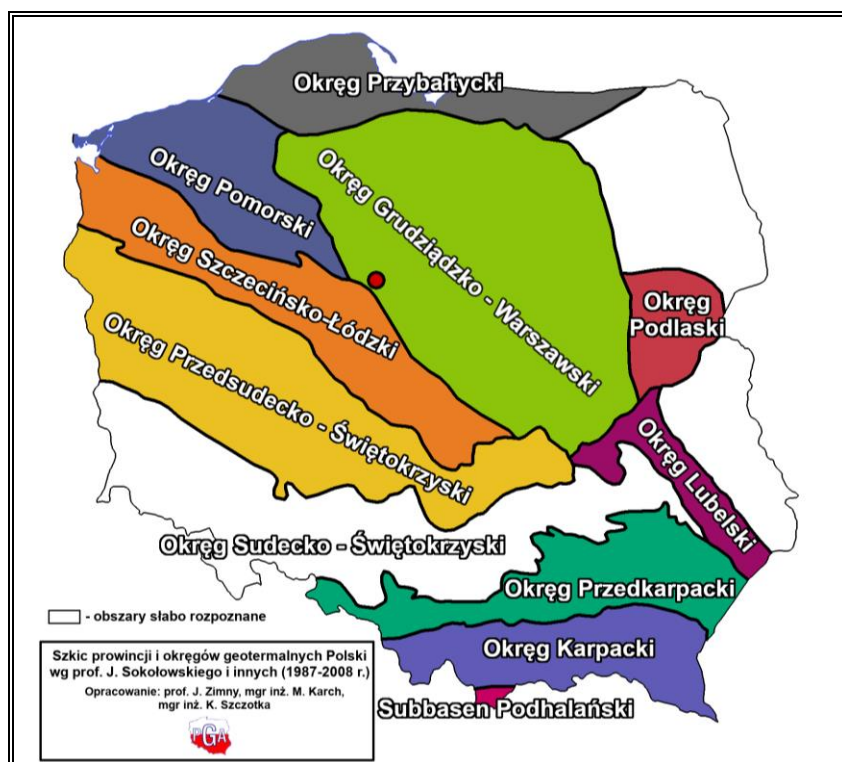 Okręg Przybałtycki
Okręg Pomorski
Okręg Grudziądzko - Warszawski
Okręg Szczecińsko-Łódzki
Okręg
Podlaski
Okręg Przedsudecko - Świętokrzyski
Okręg Lubelski
Okręg Sudecko - Świętokrzyski
Okręg Przedkarpacki
Okręg Karpacki
Subbasen Podhalański
- obszary słabo rozpoznane
Szkic prowincji i okręgów geotermalnych Polski
wg prof. J. Sokołowskiego i innych (1987-2008 r.)
Opracowanie: prof. J. Zimny, mgr inż. M. Karch,
mgr inż. K. Szczotka
PGA